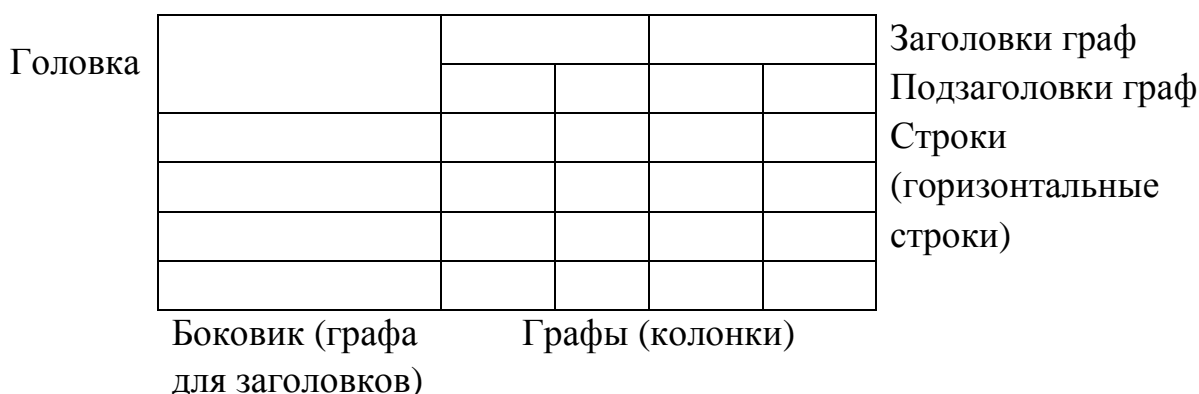 Головка
Заголовки граф
Подзаголовки граф
Строки
(горизонтальные
строки)
Боковик (графа
для заголовков)
Графы (колонки)